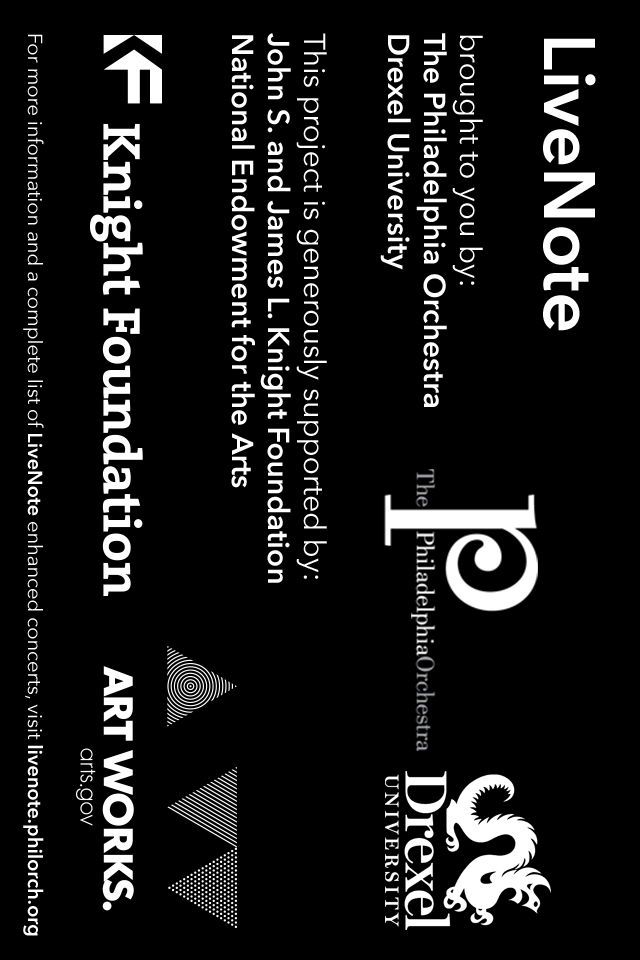 LiveNote
brought to you by:
The Philadelphia Orchestra
Drexel University
The PhiladelphiaOrchestra
Drexel
UNIVERSITY
This project is generously supported by:
John S. and James L. Knight Foundation
National Endowment for the Arts
Knight Foundation
ART WORKS.
arts.gov
For more information and a complete list of LiveNote enhanced concerts, visit livenote.philorch.org